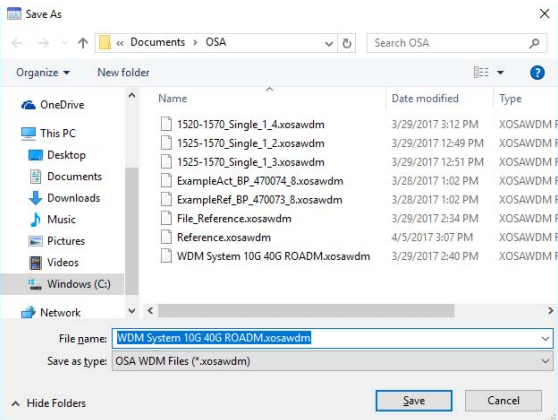 Save As
« Documents › OSA
Search OSA
Organize
New folder
Name
Date modified
Type
OneDrive
This PC
Desktop
Documents
Downloads
Music
Pictures
Videos
Windows (C:)
Network
1520-1570_Single_1_4.xosawdm 3/29/2017 3:12 PM XOSAWDM F
1525-1570_Single_1_2.xosawdm 3/29/2017 12:49 PM XOSAWDM F
1525-1570_Single_1_3.xosawdm 3/29/2017 12:51 PM XOSAWDM F
ExampleAct_BP_470074_8.xosawdm 3/28/2017 1:02 PM XOSAWDM F
ExampleRef_BP_470073_8.xosawdm 3/28/2017 1:02 PM XOSAWDM F
File_Reference.xosawdm 3/29/2017 2:34 PM XOSAWDM F
Reference.xosawdm 4/5/2017 3:07 PM XOSAWDM F
WDM System 10G 40G ROADM.xosawdm 3/29/2017 2:40 PM XOSAWDM F
File name: WDM System 10G 40G ROADM.xosawdm
Save as type: OSA WDM Files (*.xosawdm)
Hide Folders
Save
Cancel